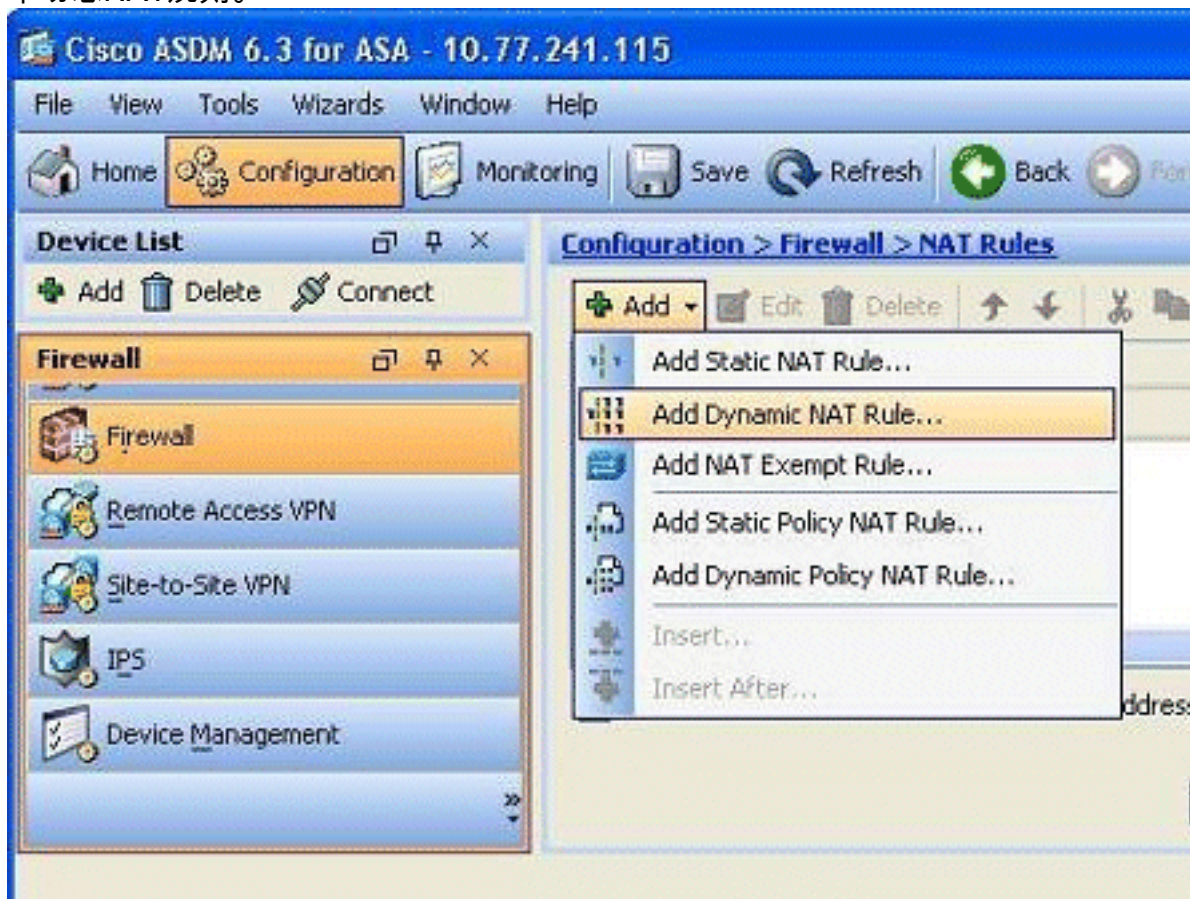 Cisco ASDM 6.3 for ASA - 10.77.241.115
File View Tools Wizards Window Help
Home Configuration Monitoring Save Refresh Back
Device List
Add Delete Connect
Configuration > Firewall > NAT Rules
Add Edit Delete
Firewall
Firewall
Remote Access VPN
Site-to-Site VPN
IPS
Device Management
Add Static NAT Rule...
Add Dynamic NAT Rule...
Add NAT Exempt Rule...
Add Static Policy NAT Rule...
Add Dynamic Policy NAT Rule...
Insert...
Insert After...
ddress